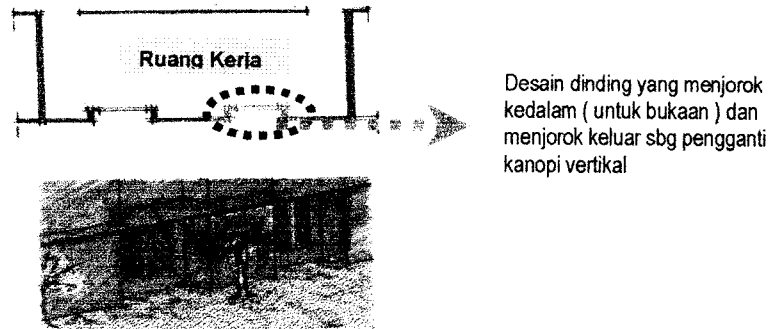 Ruang Kerja
Desain dinding yang menjorok
kedalam ( untuk bukaan ) dan
menjorok keluar sbg pengganti
kanopi vertikal